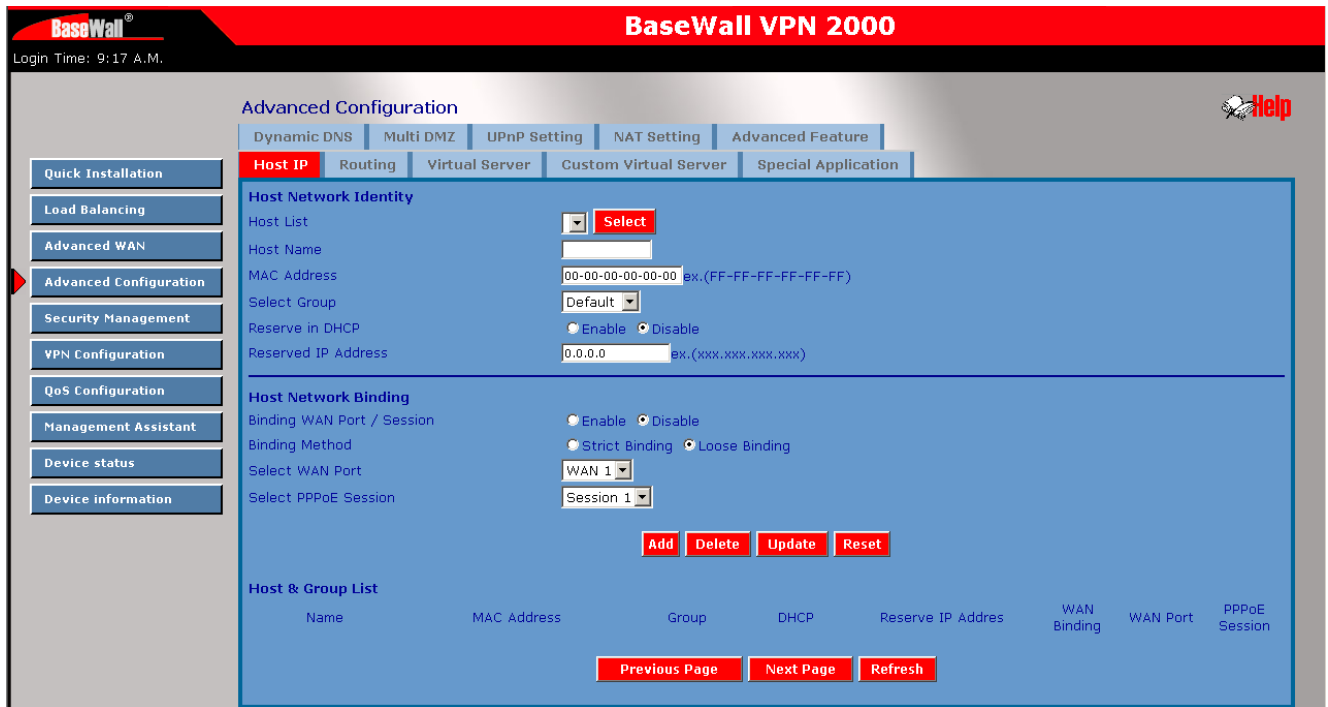 BaseWall®
BaseWall VPN 2000
Login Time: 9:17 A.M.
Advanced Configuration
Help
Dynamic DNS Multi DMZ UPnP Setting NAT Setting Advanced Feature
Host IP Routing Virtual Server Custom Virtual Server Special Application
Quick Installation
Load Balancing
Advanced WAN
Advanced Configuration
Security Management
VPN Configuration
QoS Configuration
Management Assistant
Device status
Device information
Host Network Identity
Host List Select
Host Name
MAC Address 00-00-00-00-00-00 ex.(FF-FF-FF-FF-FF-FF)
Select Group Default
Reserve in DHCP Enable Disable
Reserved IP Address 0.0.0.0 ex.(xxx.xxx.xxx.xxx)
Host Network Binding
Binding WAN Port / Session Enable Disable
Binding Method Strict Binding Loose Binding
Select WAN Port WAN 1
Select PPPoE Session Session 1
Add Delete Update Reset
Host & Group List
Name MAC Address Group DHCP Reserve IP Addres WAN Binding WAN Port PPPoE Session
Previous Page Next Page Refresh